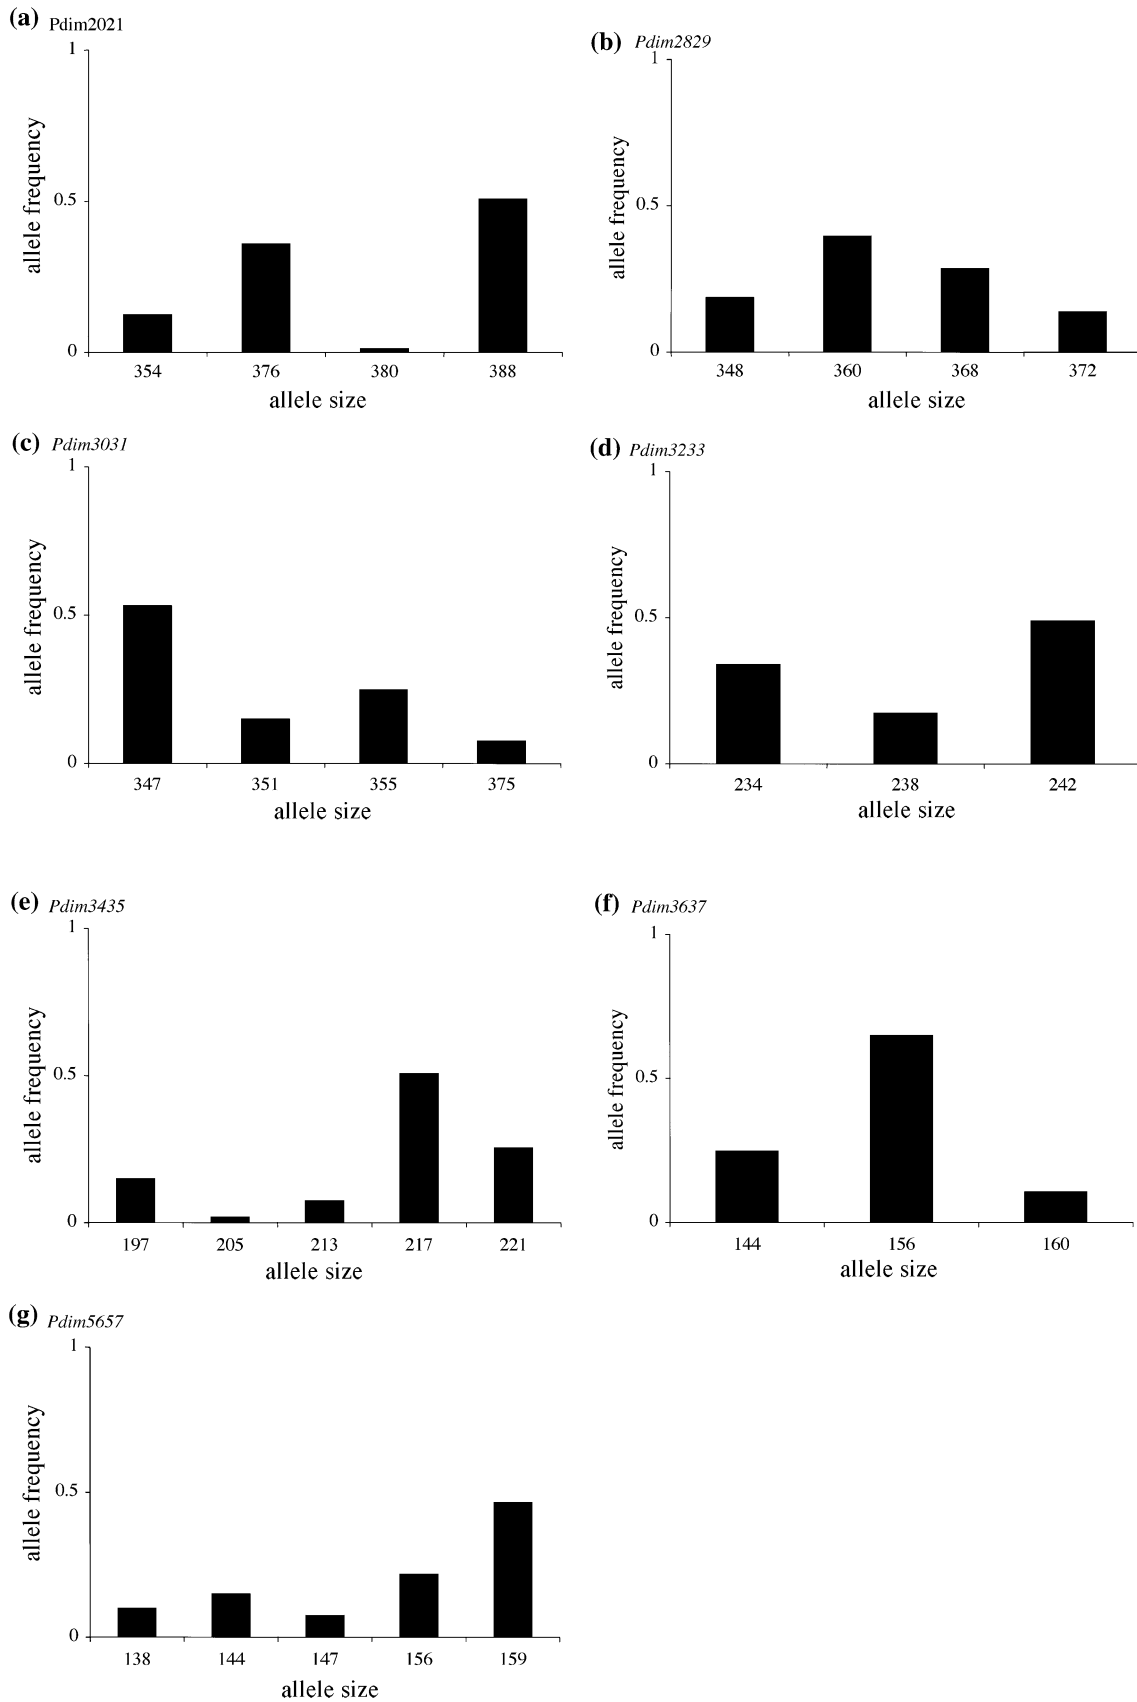 (a) Pdim2021
1
0.5
0
allele frequency
354 376 380 388
allele size
(b) Pdim2829
1
0.5
0
allele frequency
348 360 368 372
allele size
(c) Pdim3031
1
0.5
0
allele frequency
347 351 355 375
allele size
(d) Pdim3233
1
0.5
0
allele frequency
234 238 242
allele size
(e) Pdim3435
1
0.5
0
allele frequency
197 205 213 217 221
allele size
(f) Pdim3637
1
0.5
0
allele frequency
144 156 160
allele size
(g) Pdim5657
1
0.5
0
allele frequency
138 144 147 156 159
allele size